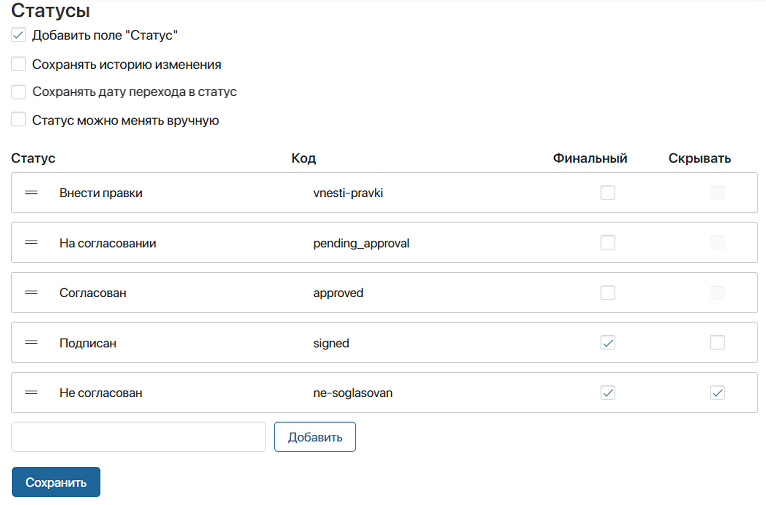 Статусы
Добавить поле "Статус"
Сохранять историю изменения
Сохранять дату перехода в статус
Статус можно менять вручную
Статус Код Финальный Скрывать
Внести правки vnesti-pravki
На согласовании pending_approval
Согласован approved
Подписан signed
Не согласован ne-soglasovan
Добавить
Сохранить